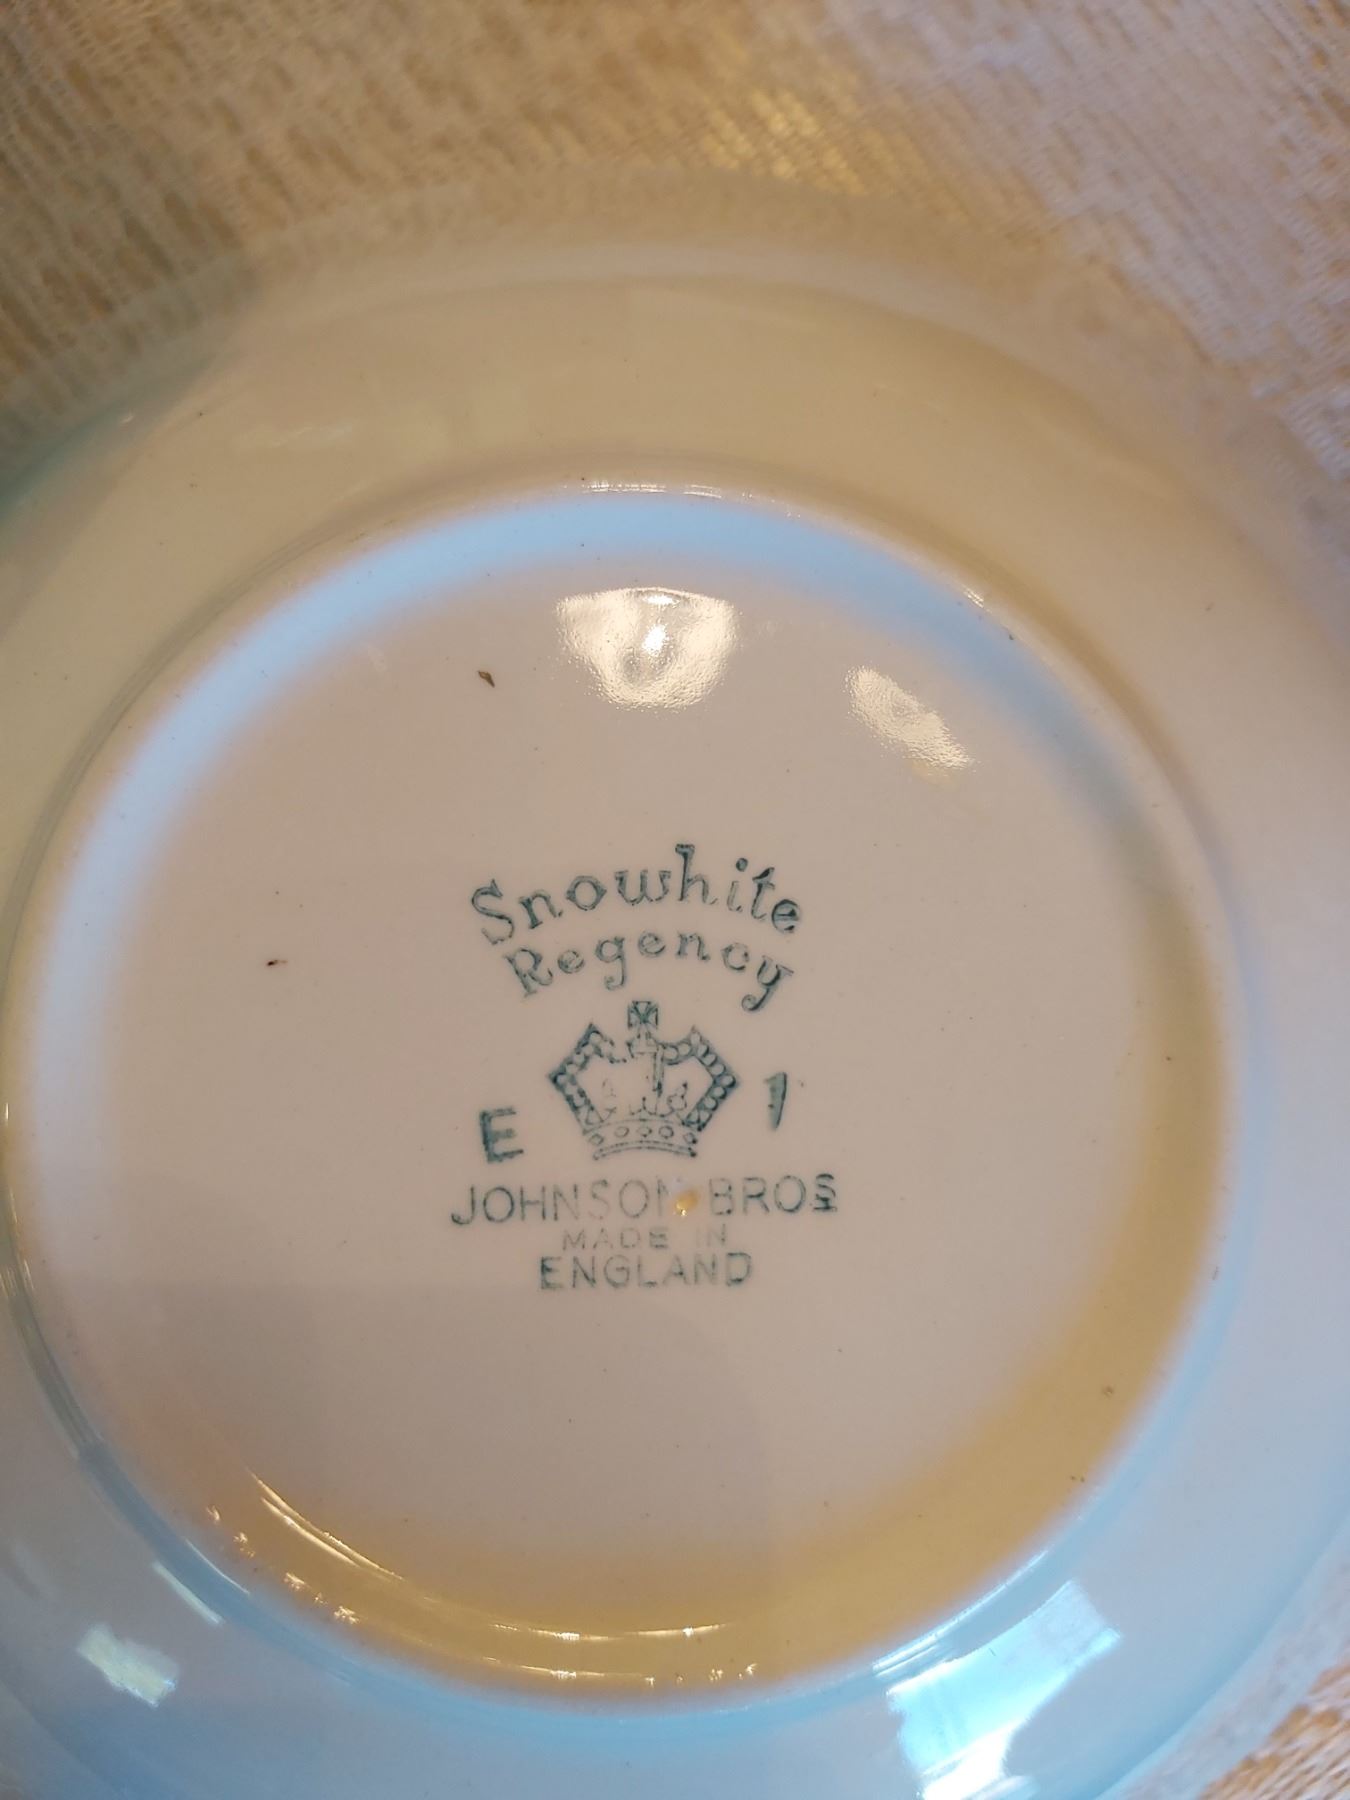 Snowhite
Regency
E 1
JOHNSON BROS
MADE IN
ENGLAND